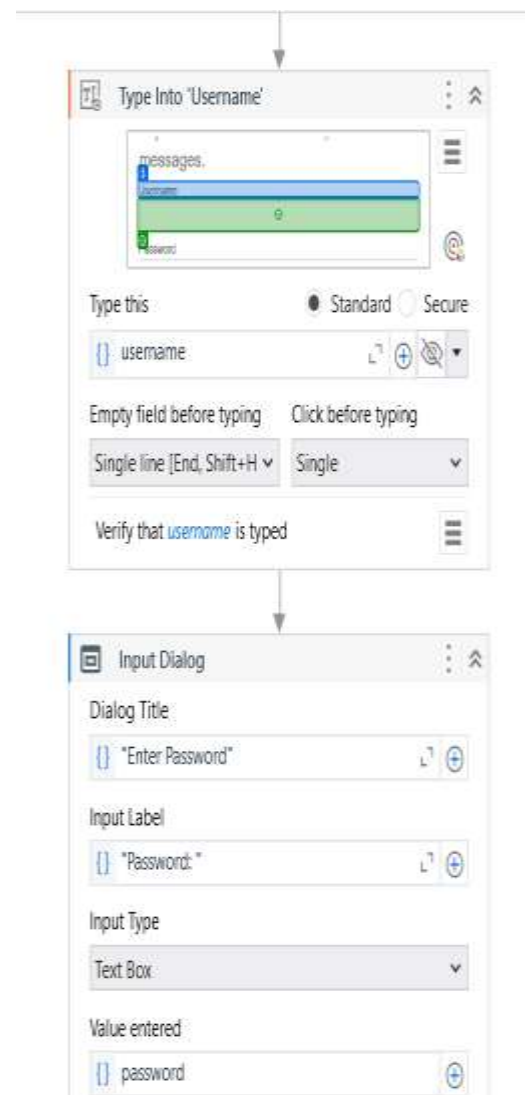 Type Into 'Username'
messages.
Username
Password
Type this Standard Secure
{} username
Empty field before typing Click before typing
Single line [End, Shift+H Single
Verify that username is typed
Input Dialog
Dialog Title
{} "Enter Password"
Input Label
{} "Password: "
Input Type
Text Box
Value entered
{} password